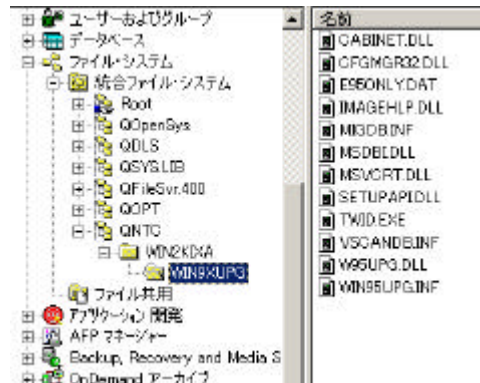 ユーザーおよびグループ
データベース
ファイル・システム
統合ファイル・システム
Root
QOpenSys
QDLS
QSYS.LIB
QFileSvr.400
QOPT
QNTC
WIN2KIXA
WIN9XUPG
ファイル共用
アプリケーション開発
AFP マネージャー
Backup, Recovery and Media S
OnDemand アーカイブ
名前
CABINET.DLL
CFGMGR32.DLL
E95ONLY.DAT
IMAGEHLP.DLL
MIGDB.INF
MSDBI.DLL
MSVCRT.DLL
SETUPAPI.DLL
TWID.EXE
VSCANDB.INF
W95UPG.DLL
WIN95UPG.INF